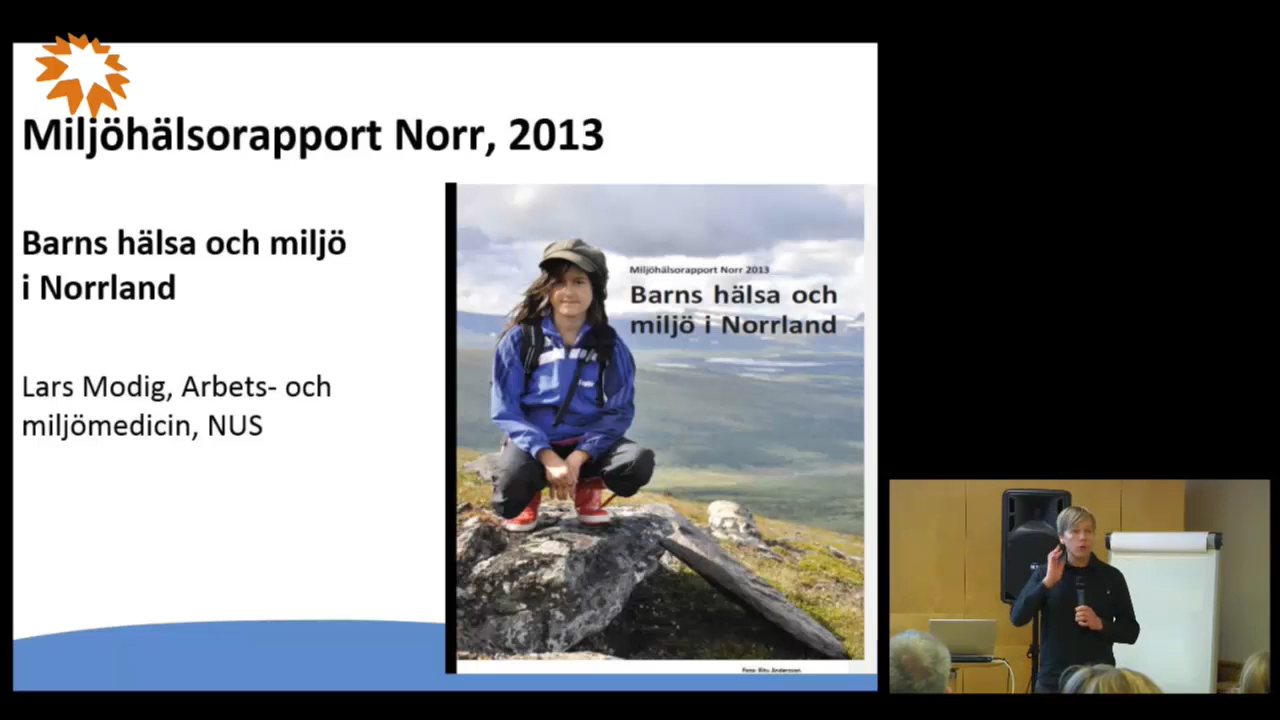 Miljöhälsorapport Norr, 2013
Barns hälsa och miljö
i Norrland
Lars Modig, Arbets- och
miljömedicin, NUS
Miljöhälsorapport Norr 2013
Barns hälsa och
miljö i Norrland